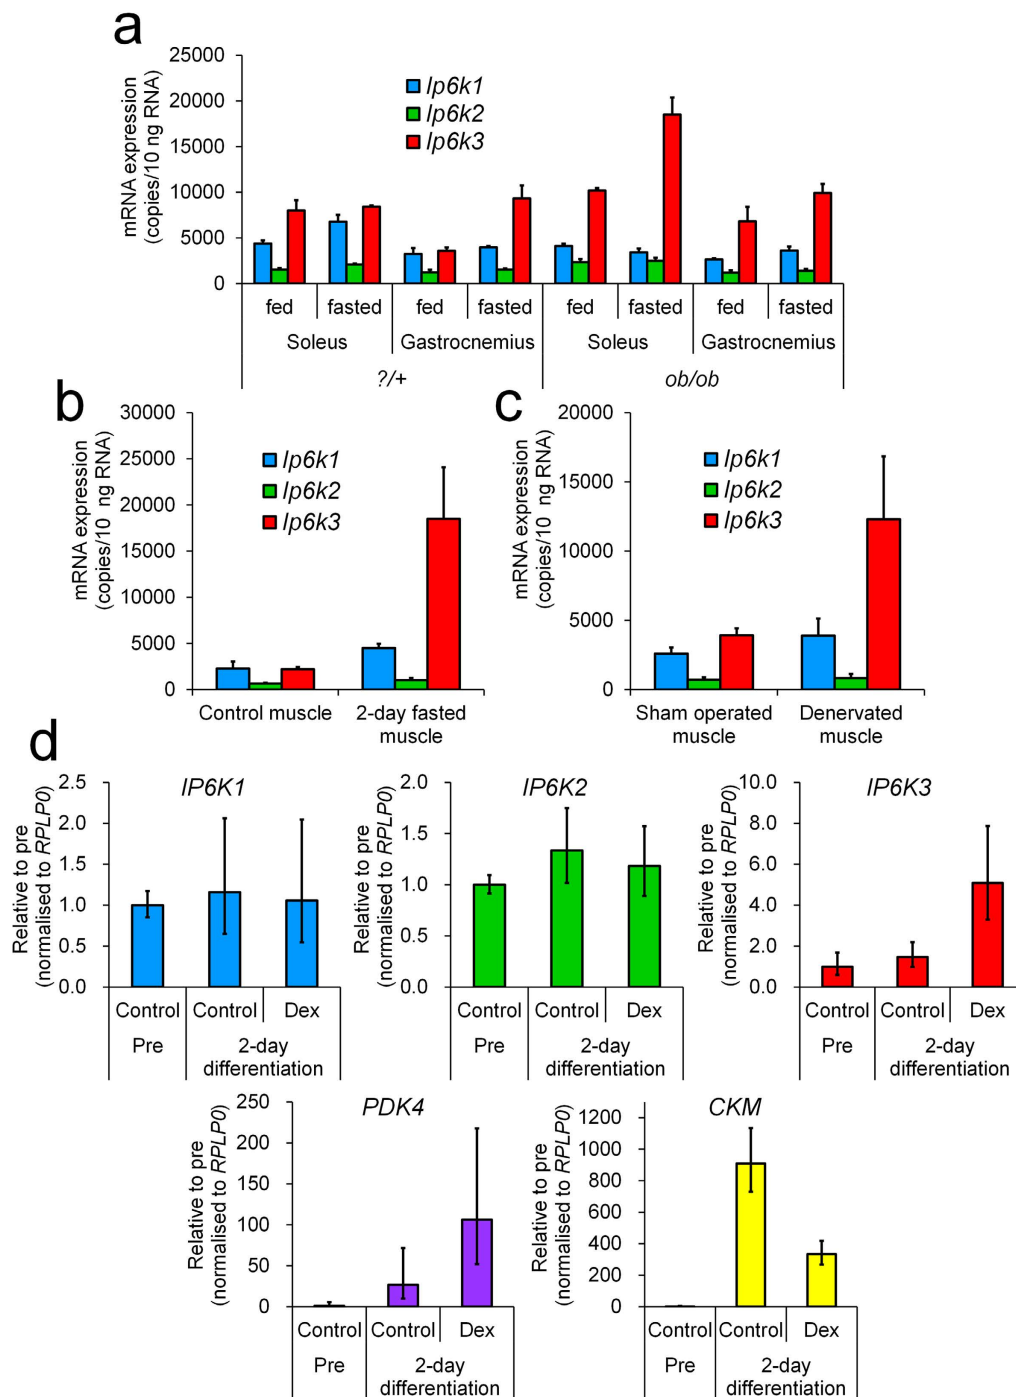 a
mRNA expression
(copies/10 ng RNA)
25000
20000
15000
10000
5000
0
Ip6k1
Ip6k2
Ip6k3
fed fasted fed fasted fed fasted fed fasted
Soleus Gastrocnemius Soleus Gastrocnemius
?/+ ob/ob
b
mRNA expression
(copies/10 ng RNA)
30000
25000
20000
15000
10000
5000
0
Ip6k1
Ip6k2
Ip6k3
Control muscle 2-day fasted
muscle
c
mRNA expression
(copies/10 ng RNA)
20000
15000
10000
5000
0
Ip6k1
Ip6k2
Ip6k3
Sham operated Denervated
muscle muscle
d
IP6K1
Relative to pre
(normalised to RPLP0)
2.5
2.0
1.5
1.0
0.5
0.0
Control Control Dex
Pre 2-day
differentiation
IP6K2
Relative to pre
(normalised to RPLP0)
2.0
1.5
1.0
0.5
0.0
Control Control Dex
Pre 2-day
differentiation
IP6K3
Relative to pre
(normalised to RPLP0)
10.0
8.0
6.0
4.0
2.0
0.0
Control Control Dex
Pre 2-day
differentiation
PDK4
Relative to pre
(normalised to RPLP0)
250
200
150
100
50
0
Control Control Dex
Pre 2-day
differentiation
CKM
Relative to pre
(normalised to RPLP0)
1200
1000
800
600
400
200
0
Control Control Dex
Pre 2-day
differentiation